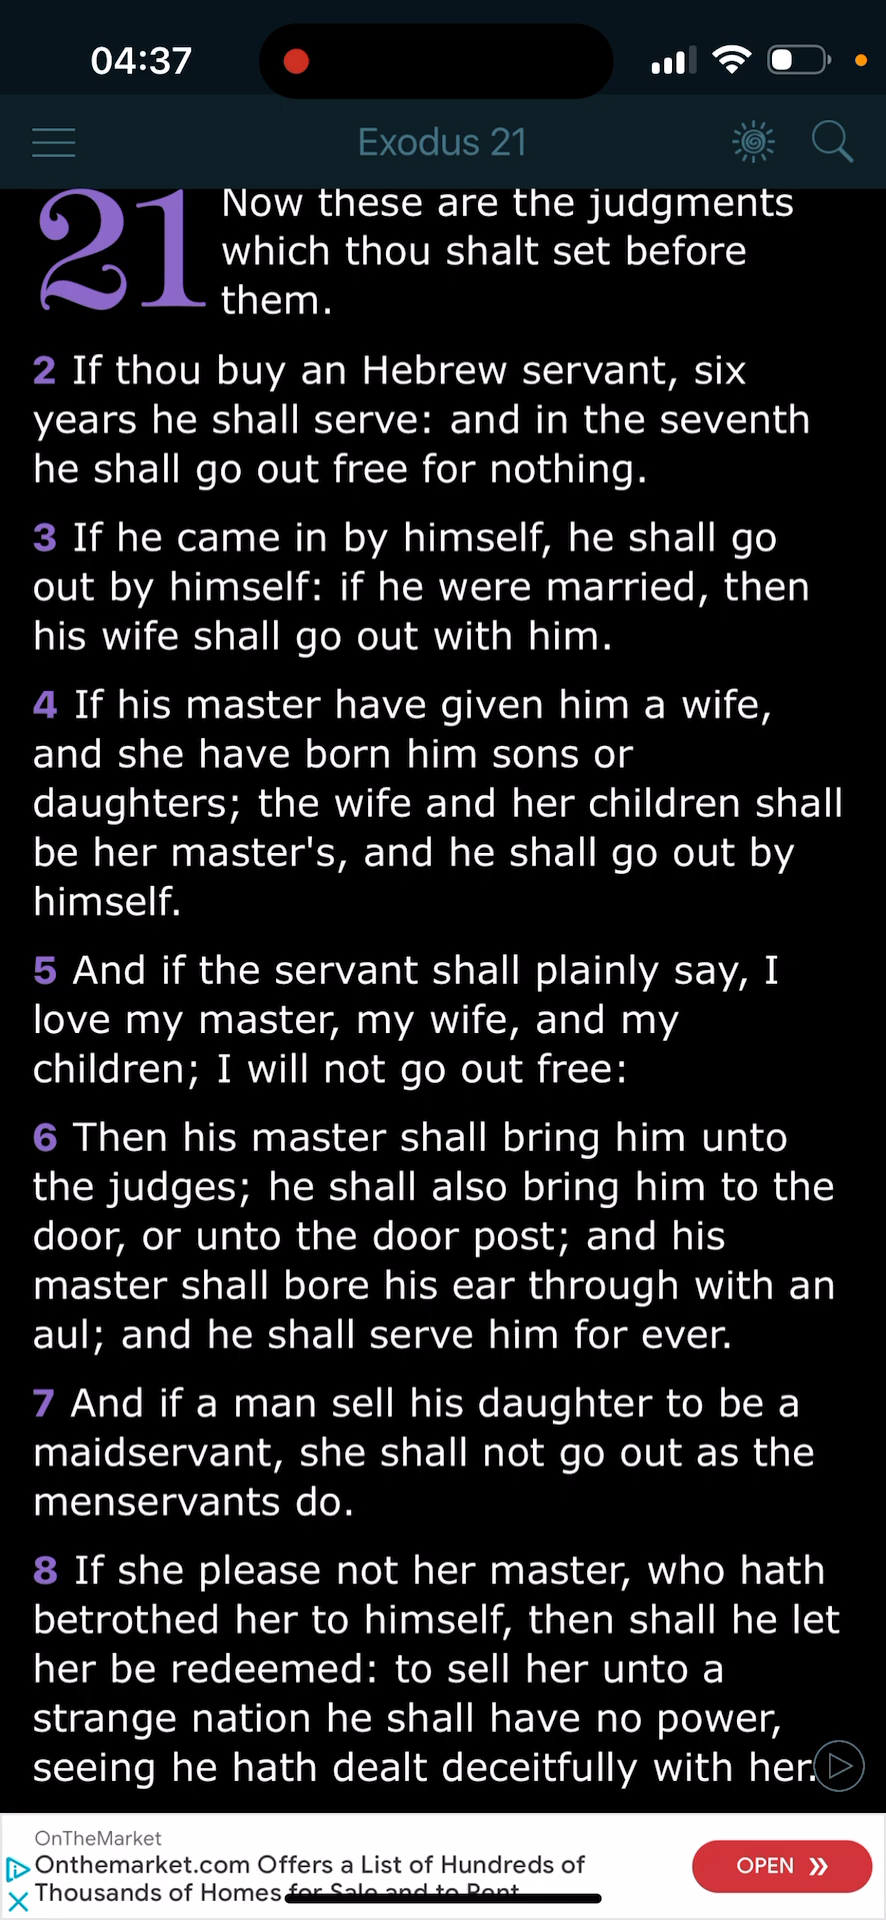 04:37
Exodus 21
21 Now these are the judgments
which thou shalt set before
them.
2 If thou buy an Hebrew servant, six
years he shall serve: and in the seventh
he shall go out free for nothing.
3 If he came in by himself, he shall go
out by himself: if he were married, then
his wife shall go out with him.
4 If his master have given him a wife,
and she have born him sons or
daughters; the wife and her children shall
be her master's, and he shall go out by
himself.
5 And if the servant shall plainly say, I
love my master, my wife, and my
children; I will not go out free:
6 Then his master shall bring him unto
the judges; he shall also bring him to the
door, or unto the door post; and his
master shall bore his ear through with an
aul; and he shall serve him for ever.
7 And if a man sell his daughter to be a
maidservant, she shall not go out as the
menservants do.
8 If she please not her master, who hath
betrothed her to himself, then shall he let
her be redeemed: to sell her unto a
strange nation he shall have no power,
seeing he hath dealt deceitfully with her.
OnTheMarket
Onthemarket.com Offers a List of Hundreds of
Thousands of Homes for Sale and to Rent
OPEN